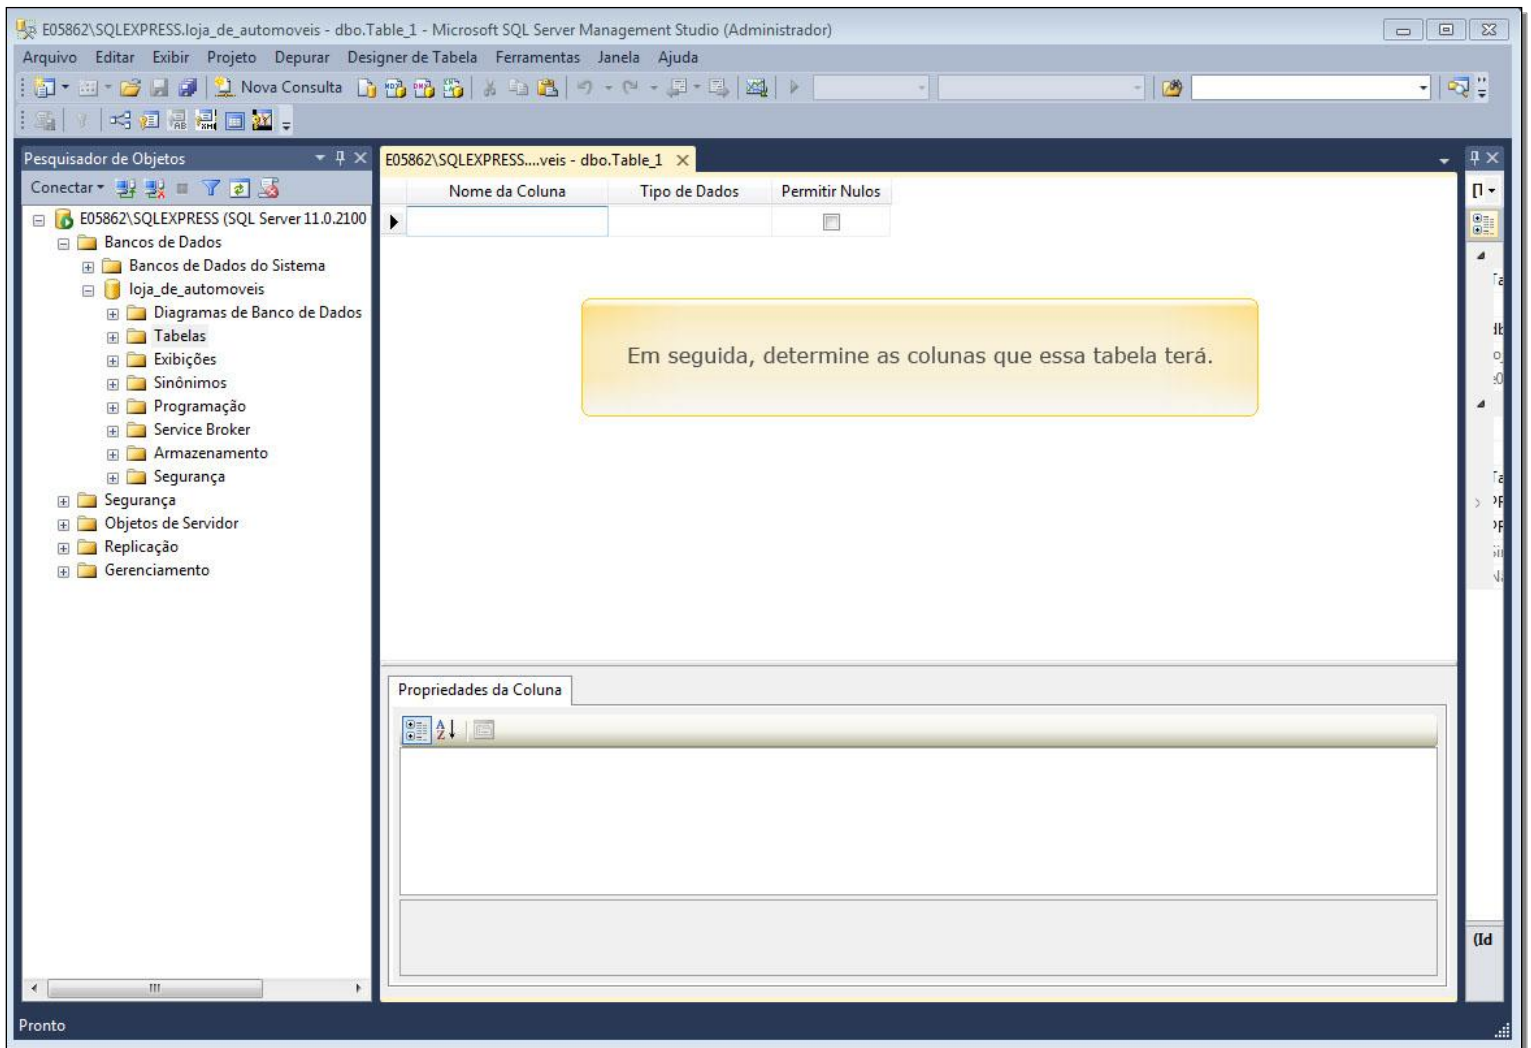 E05862\SQLEXPRESS.loja_de_automoveis - dbo.Table_1 - Microsoft SQL Server Management Studio (Administrador)
Arquivo Editar Exibir Projeto Depurar Designer de Tabela Ferramentas Janela Ajuda
Nova Consulta
Pesquisador de Objetos
Conectar
E05862\SQLEXPRESS (SQL Server 11.0.2100
Bancos de Dados
Bancos de Dados do Sistema
loja_de_automoveis
Diagramas de Banco de Dados
Tabelas
Exibições
Sinônimos
Programação
Service Broker
Armazenamento
Segurança
Segurança
Objetos de Servidor
Replicação
Gerenciamento
E05862\SQLEXPRESS....veis - dbo.Table_1
Nome da Coluna Tipo de Dados Permitir Nulos
Em seguida, determine as colunas que essa tabela terá.
Propriedades da Coluna
(Id
Pronto